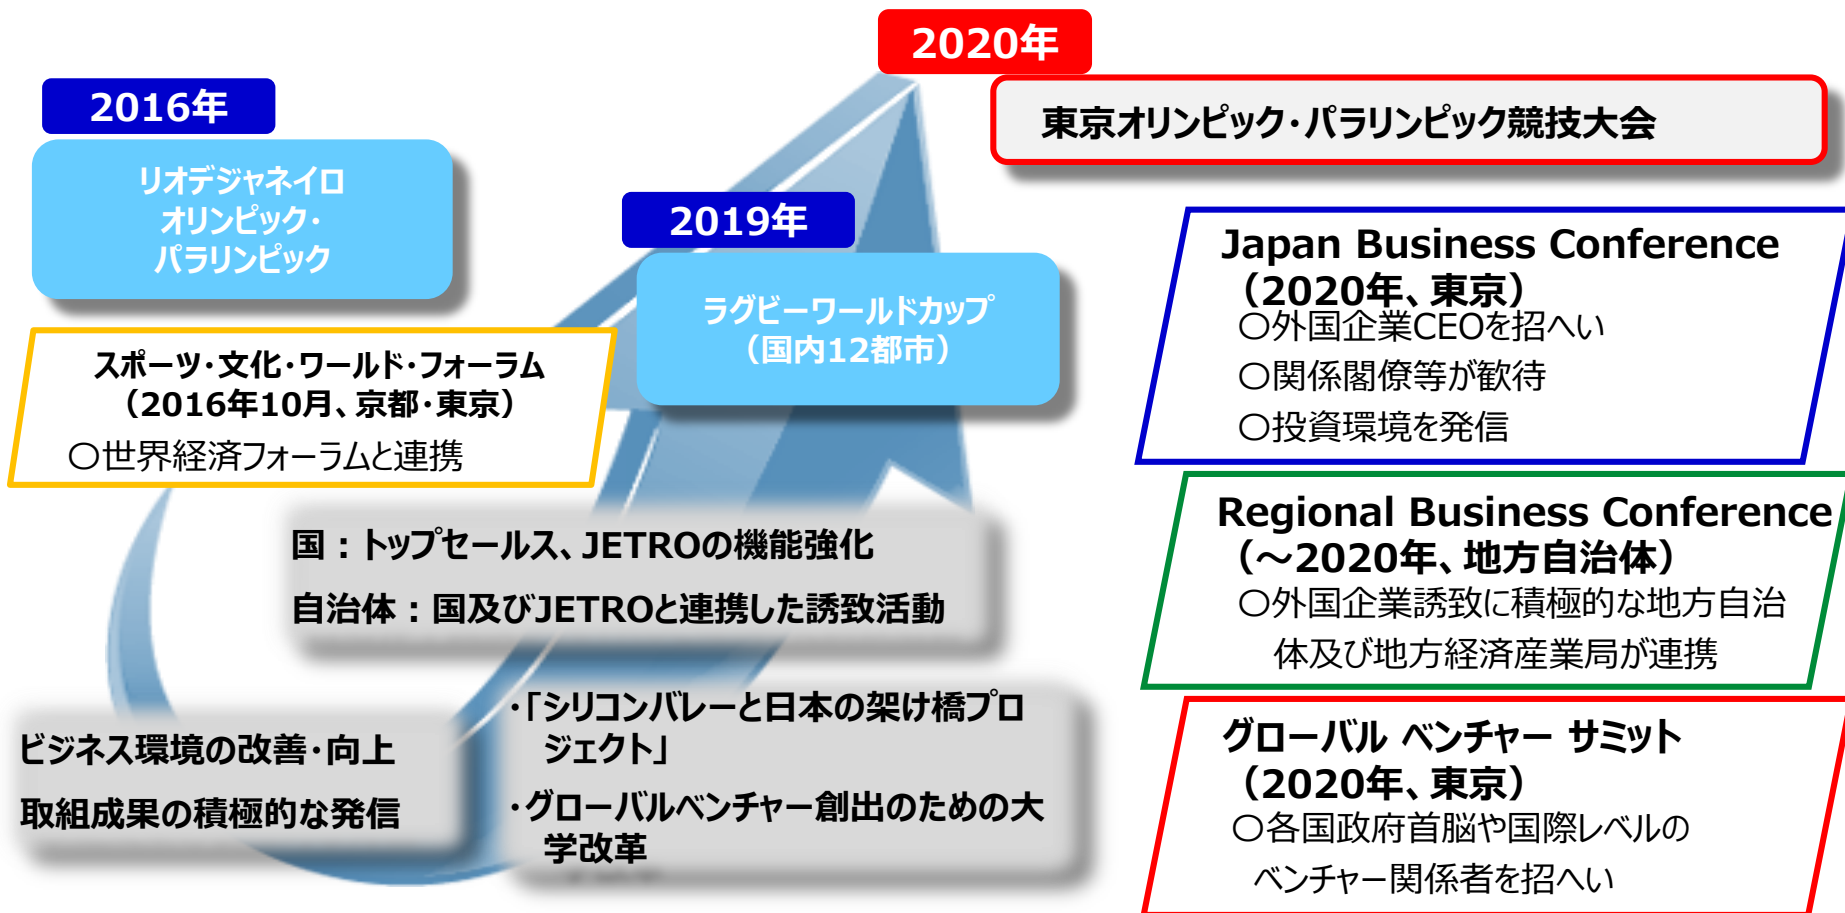 2020年
東京オリンピック・パラリンピック競技大会
2016年
リオデジャネイロ
オリンピック・
パラリンピック
2019年
ラグビーワールドカップ
（国内12都市）
スポーツ・文化・ワールド・フォーラム
（2016年10月、京都・東京）
〇世界経済フォーラムと連携
国：トップセールス、JETROの機能強化
自治体：国及びJETROと連携した誘致活動
ビジネス環境の改善・向上
取組成果の積極的な発信
・「シリコンバレーと日本の架け橋プロ
ジェクト」
・グローバルベンチャー創出のための大
学改革
Japan Business Conference
（2020年、東京）
〇外国企業CEOを招へい
〇関係閣僚等が歓待
〇投資環境を発信
Regional Business Conference
（～2020年、地方自治体）
〇外国企業誘致に積極的な地方自治
体及び地方経済産業局が連携
グローバル ベンチャー サミット
（2020年、東京）
〇各国政府首脳や国際レベルの
ベンチャー関係者を招へい